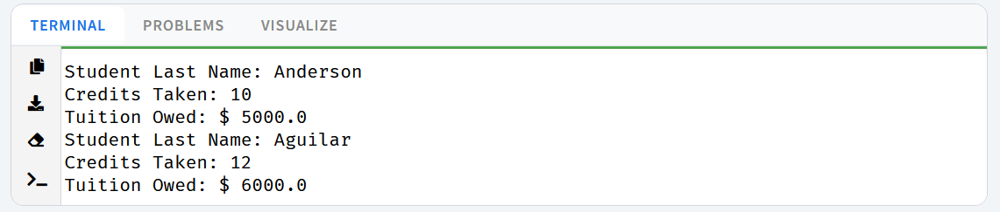 TERMINAL PROBLEMS VISUALIZE
Student Last Name: Anderson
Credits Taken: 10
Tuition Owed: $ 5000.0
Student Last Name: Aguilar
Credits Taken: 12
Tuition Owed: $ 6000.0